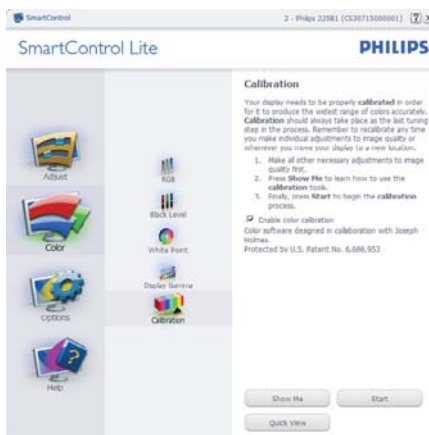 SmartControl
2 - Philips 225B1 (CS30715000001)
SmartControl Lite
PHILIPS
Adjust
Color
Options
Help
RGB
Black Level
White Point
Display Gamma
Calibration
Calibration
Your display needs to be properly calibrated in order
for it to produce the widest range of colors accurately.
Calibration should always take place as the last tuning
step in the process. Remember to recalibrate any time
you make individual adjustments to image quality or
whenever you move your display to a new location.
1. Make all other necessary adjustments to image
quality first.
2. Press Show Me to learn how to use the
calibration tools.
3. Finally, press Start to begin the calibration
process.
Enable color calibration
Color software designed in collaboration with Joseph
Holmes.
Protected by U.S. Patent No. 6,686,953
Show Me
Start
Quick View